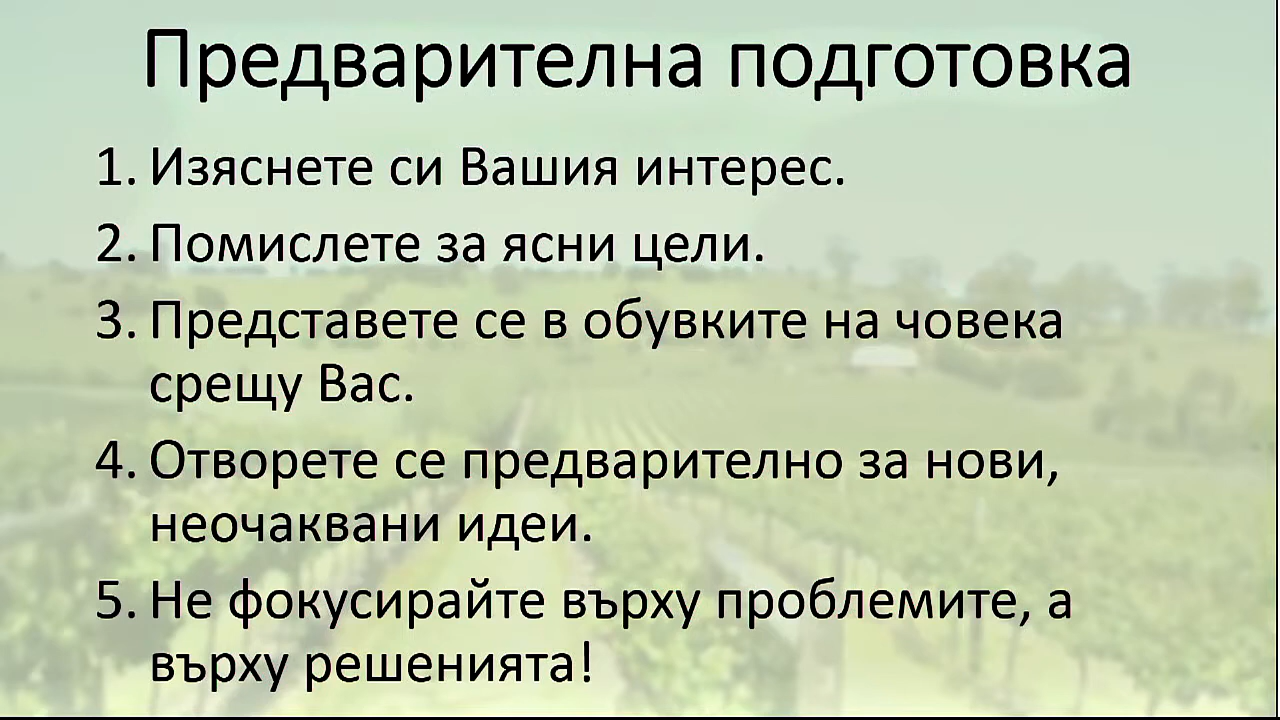 Предварителна подготовка
1. Изяснете си Вашия интерес.
2. Помислете за ясни цели.
3. Представете се в обувките на човека
срещу Вас.
4. Отворете се предварително за нови,
неочаквани идеи.
5. Не фокусирайте върху проблемите, а
върху решенията!